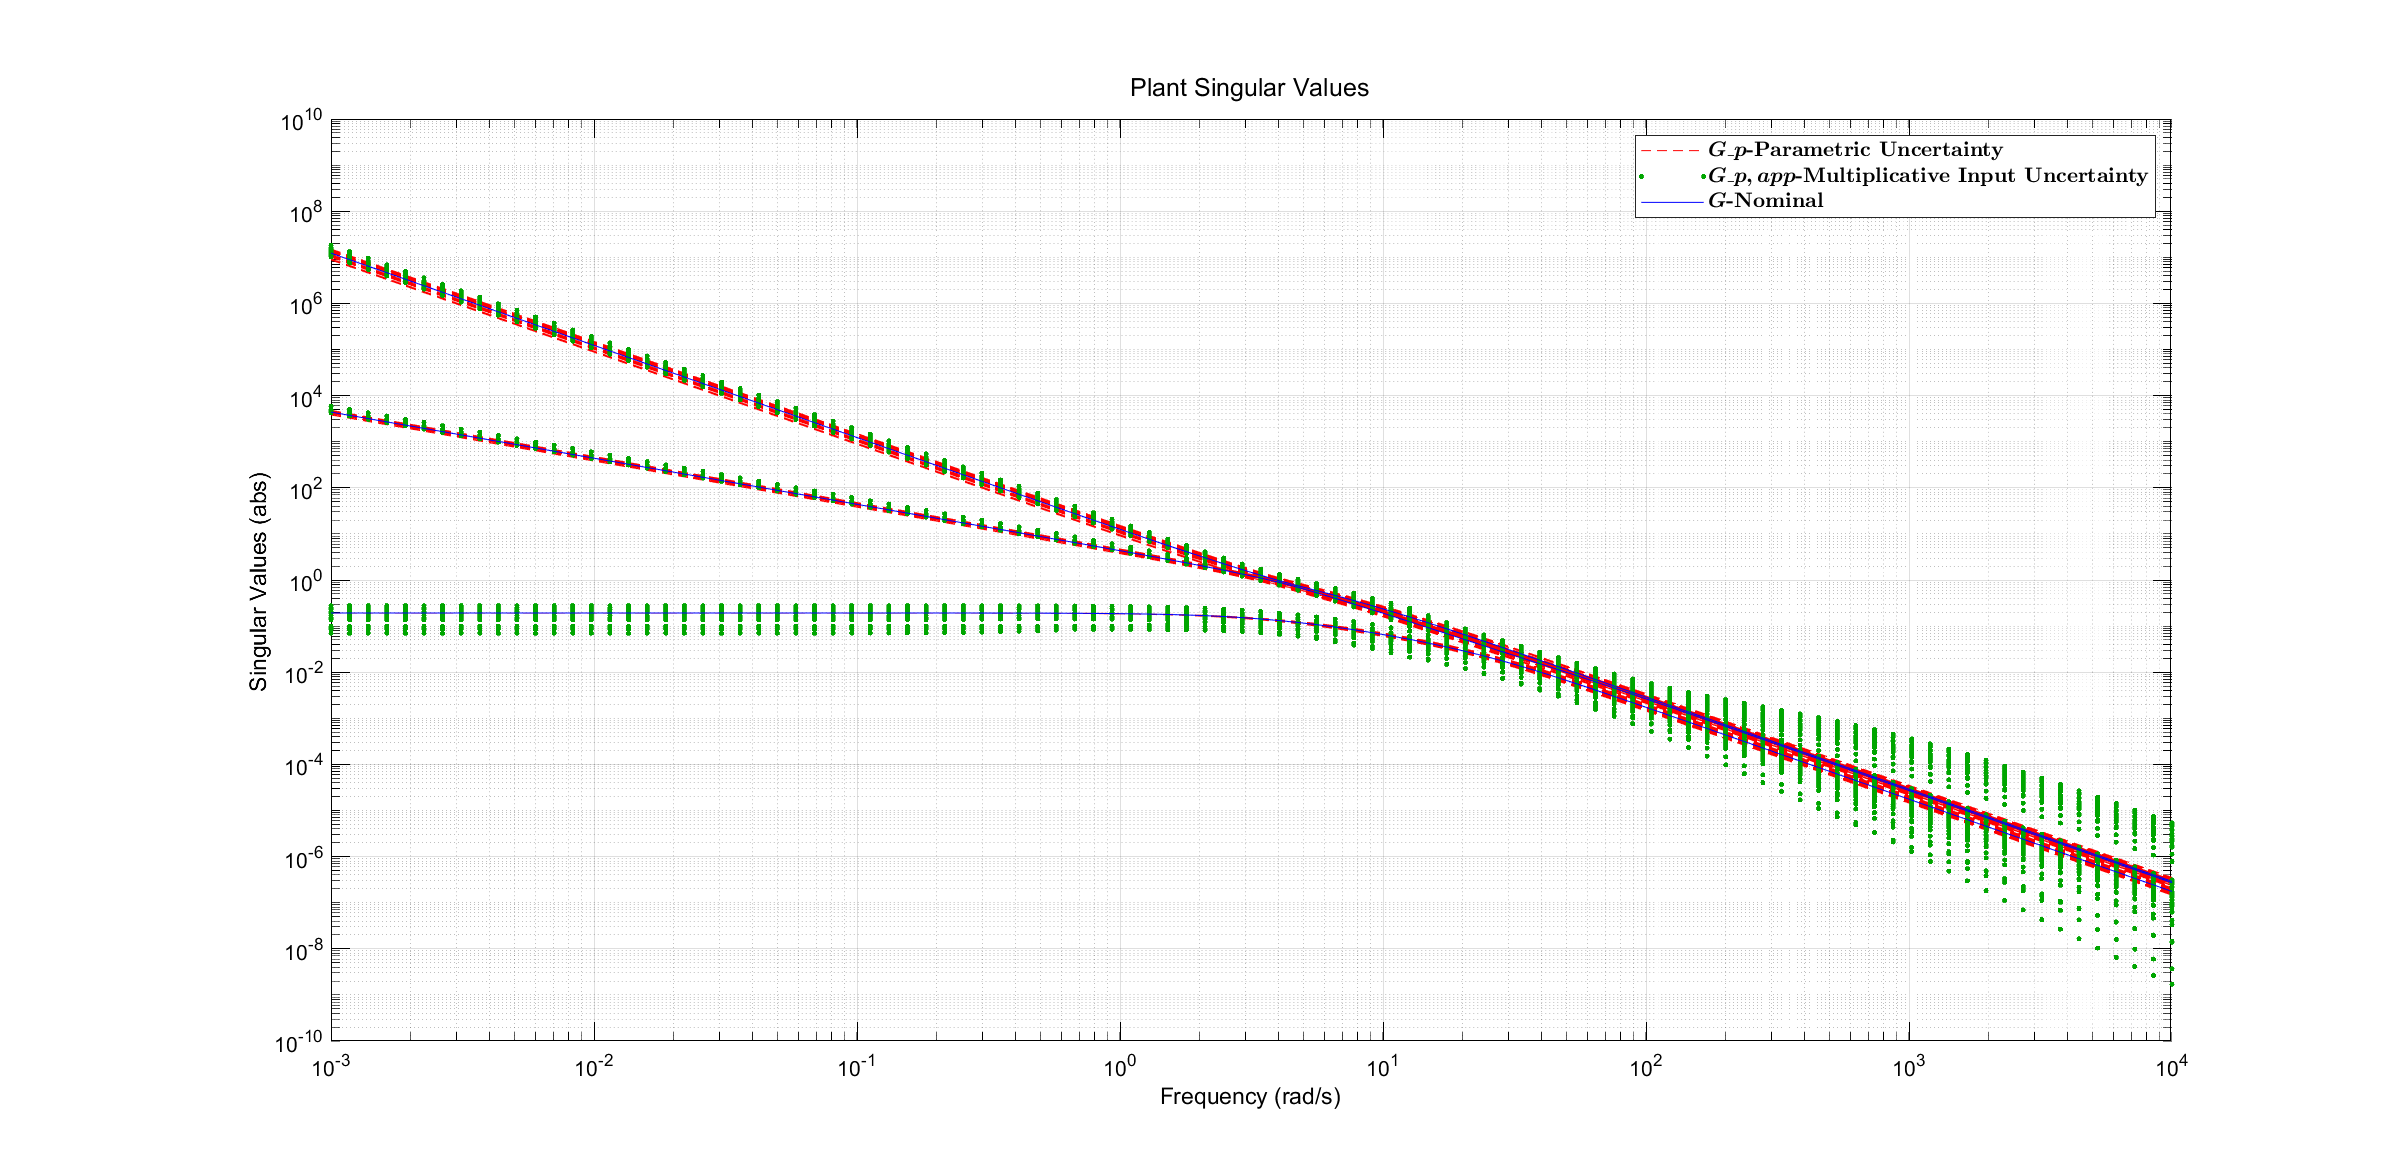 Plant Singular Values
G_p-Parametric Uncertainty
G_p, app-Multiplicative Input Uncertainty
G-Nominal
Singular Values (abs)
10^10
10^8
10^6
10^4
10^2
10^0
10^-2
10^-4
10^-6
10^-8
10^-10
10^-3 10^-2 10^-1 10^0 10^1 10^2 10^3 10^4
Frequency (rad/s)